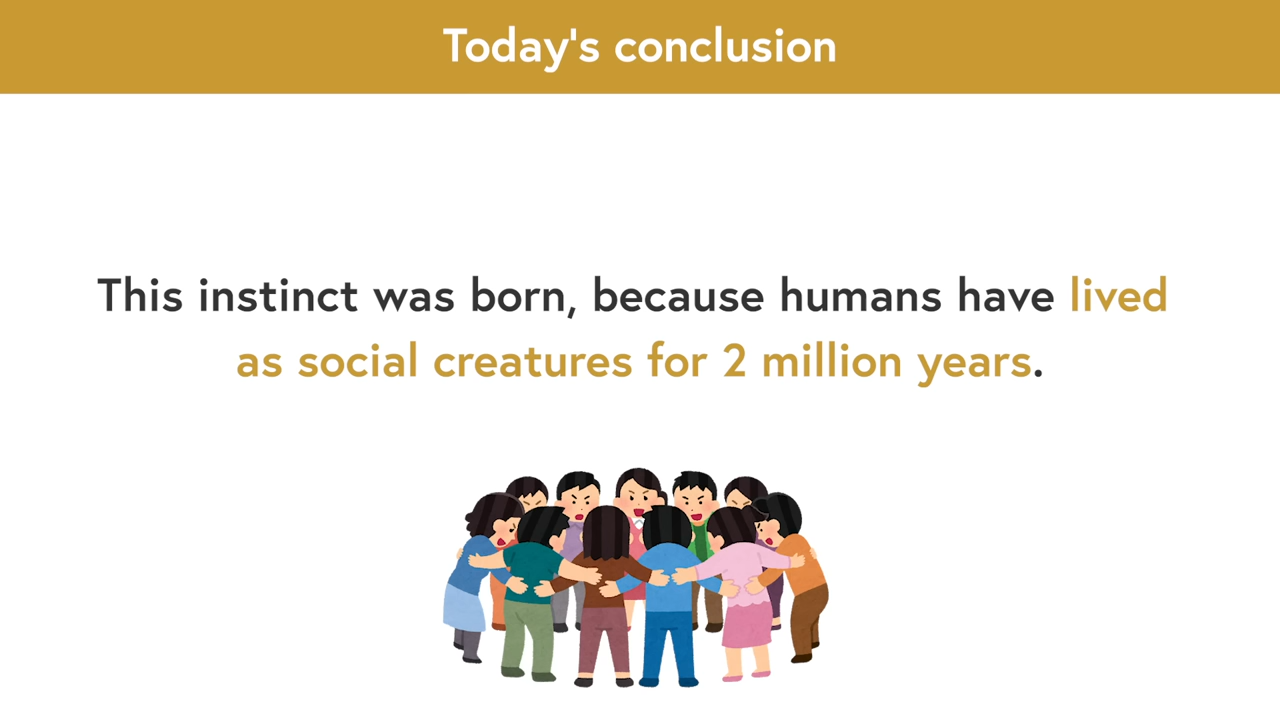 Today's conclusion
This instinct was born, because humans have lived
as social creatures for 2 million years.